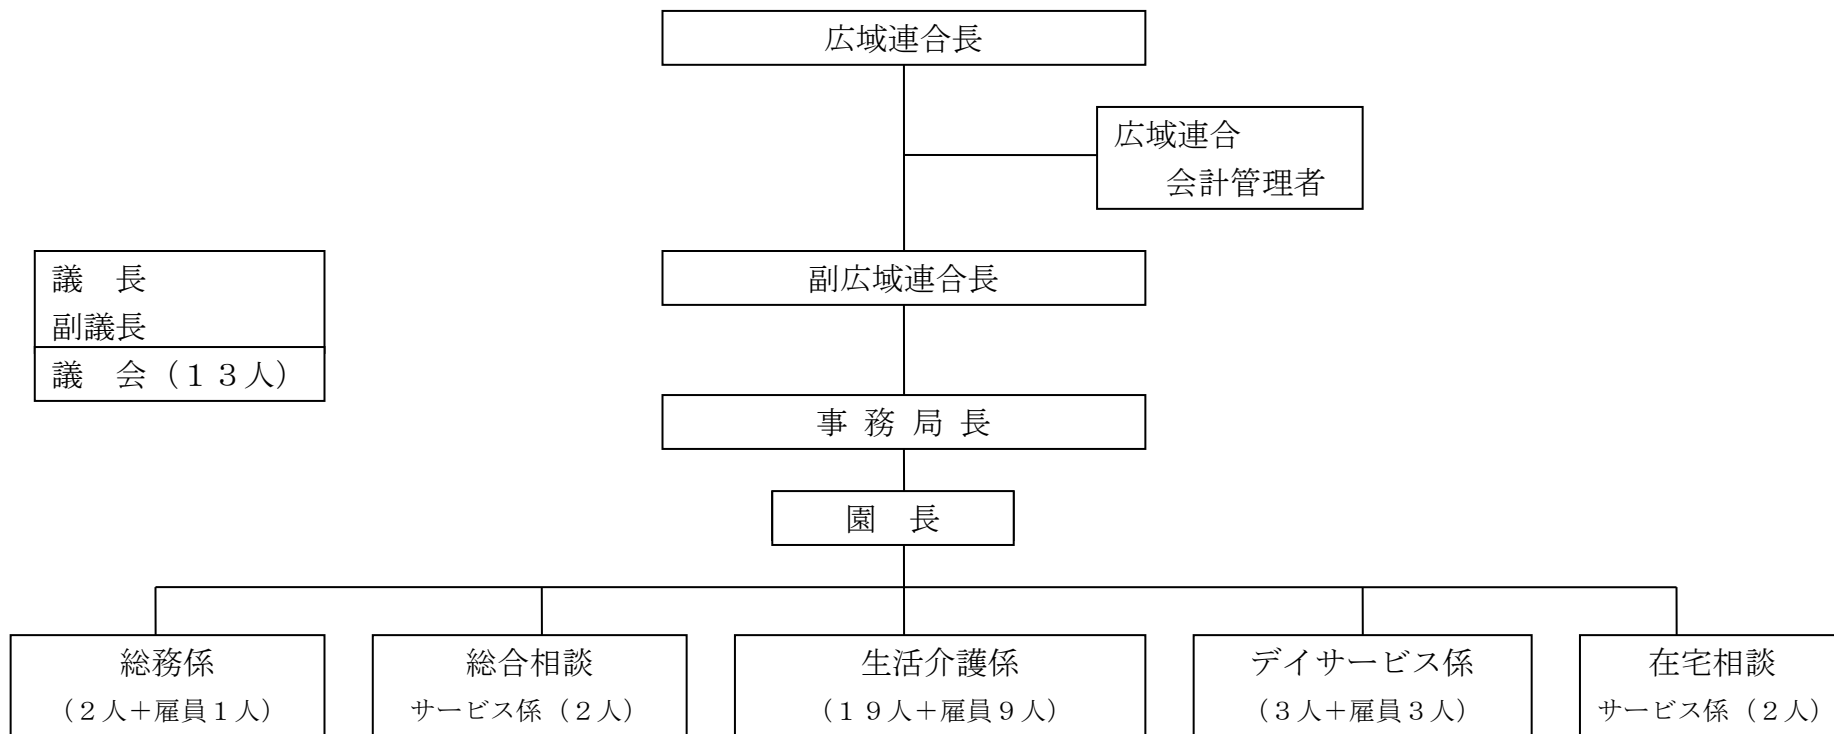 広域連合長
広域連合
会計管理者
議　長
副議長
議　会（１３人）
副広域連合長
事 務 局 長
園　長
総務係
（２人＋雇員１人）
総合相談
サービス係（２人）
生活介護係
（１９人＋雇員９人）
デイサービス係
（３人＋雇員３人）
在宅相談
サービス係（２人）